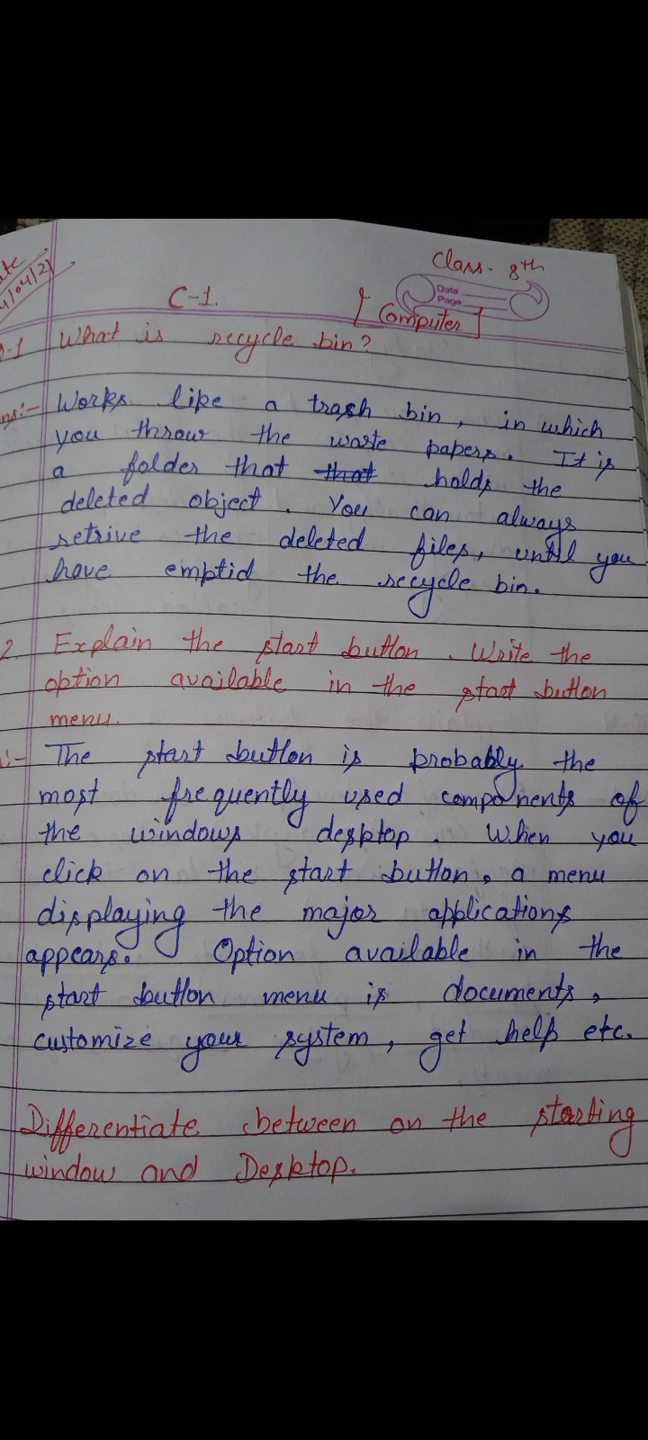 Class- 8th
Date
Page
C-1.
[ Computer ]
What is recycle bin?
Ans:- Works like a trash bin, in which
you throw the waste papers. It is
a folder that that holds the
deleted object. You can always
retrive the deleted files, until you
have emptid the recycle bin.
2 Explain the start button. Write the
option available in the start button
menu.
:- The start button is probably the
most frequently used components of
the windows desktop. When you
click on the start button, a menu
displaying the major applications
appears. Option available in the
start button menu is documents,
customize your system, get help etc.
Differentiate between on the starting
window and Desktop.